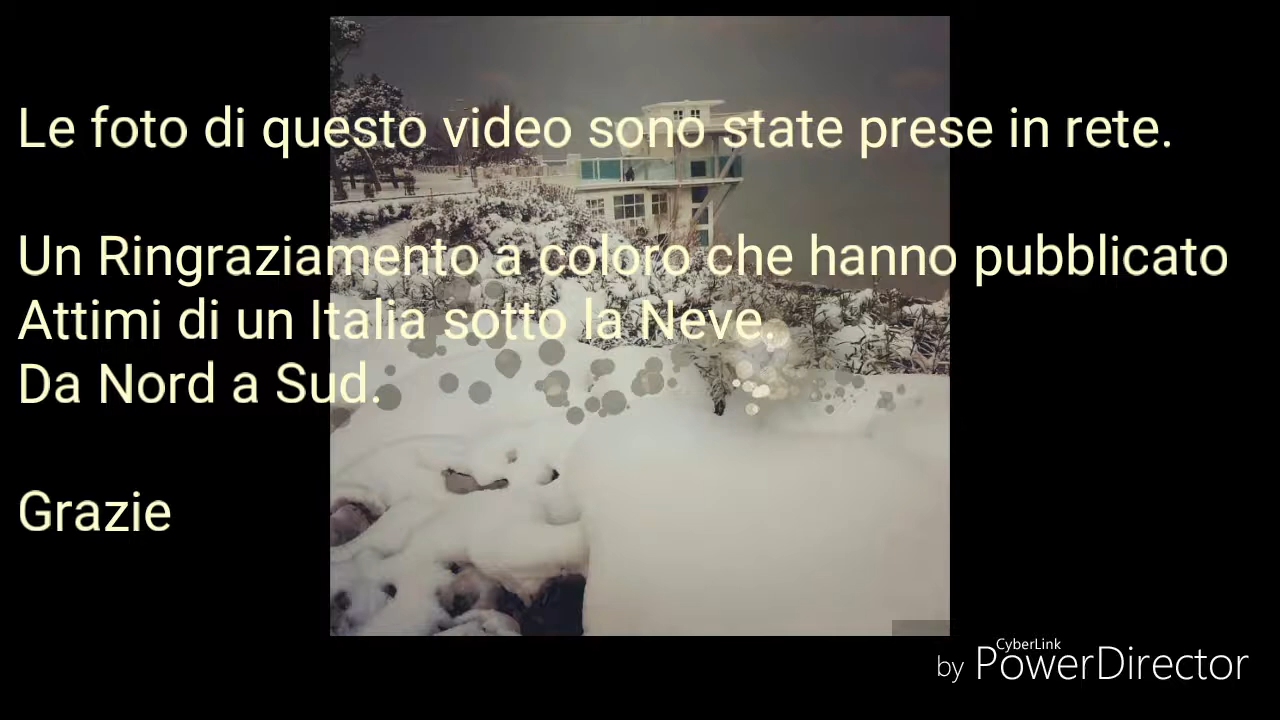 Le foto di questo video sono state prese in rete.
Un Ringraziamento a coloro che hanno pubblicato
Attimi di un Italia sotto la Neve.
Da Nord a Sud.
Grazie
CyberLink
by PowerDirector